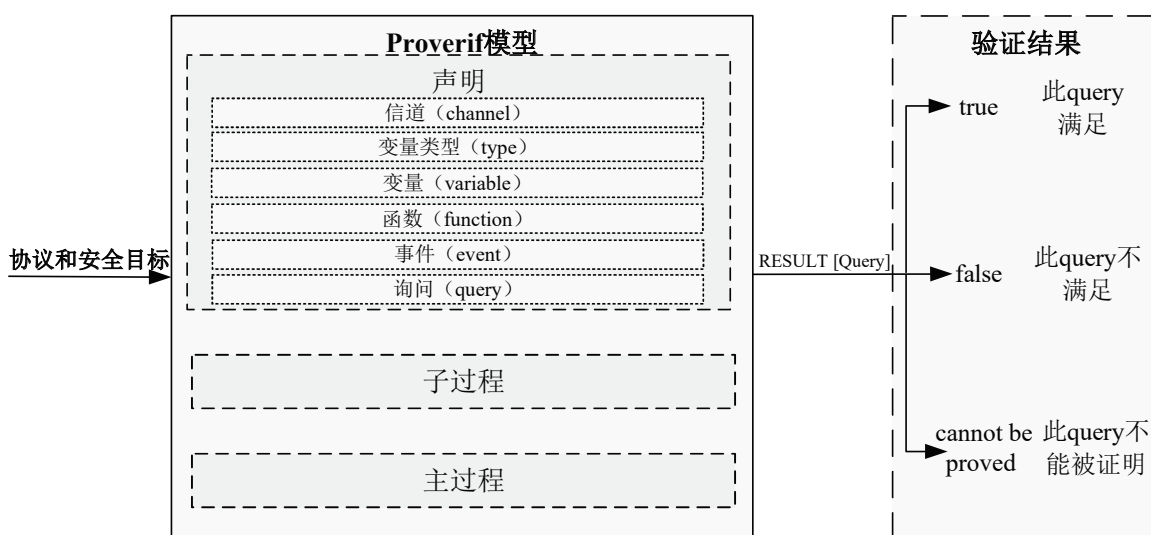 Proverif模型
声明
信道（channel）
变量类型（type）
变量（variable）
函数（function）
事件（event）
询问（query）
子过程
主过程
协议和安全目标
RESULT [Query]
验证结果
true
此query
满足
false
此query不
满足
cannot be
proved
此query不
能被证明